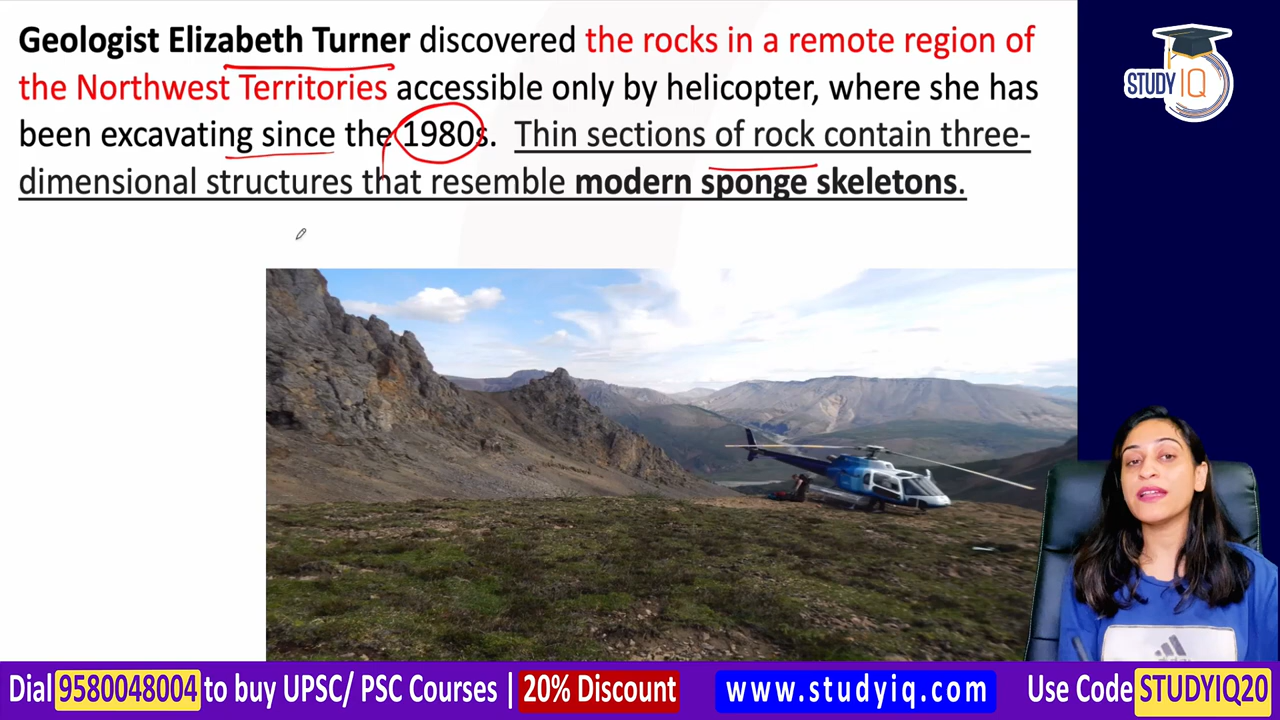 Geologist Elizabeth Turner discovered the rocks in a remote region of
the Northwest Territories accessible only by helicopter, where she has
been excavating since the 1980s. Thin sections of rock contain three-
dimensional structures that resemble modern sponge skeletons.
STUDY IQ
Dial 9580048004 to buy UPSC/ PSC Courses | 20% Discount www.studyiq.com Use Code STUDYIQ20